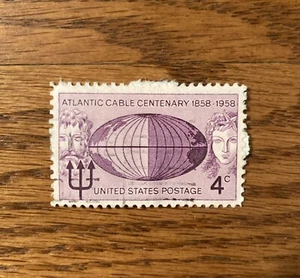 ATLANTIC CABLE CENTENARY 1858-1958
UNITED STATES POSTAGE 4c